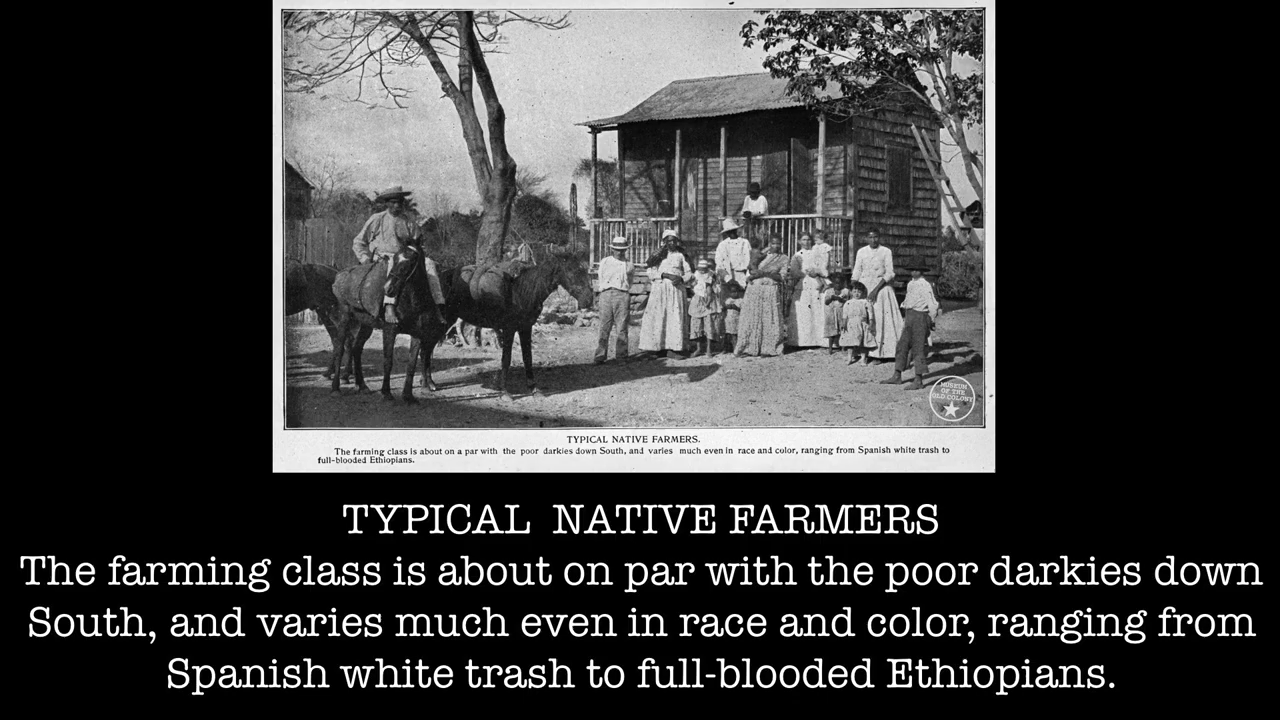 MUSEUM
OF THE
OLD COLONY
TYPICAL NATIVE FARMERS.
The farming class is about on a par with the poor darkies down South, and varies much even in race and color, ranging from Spanish white trash to
full-blooded Ethiopians.
TYPICAL NATIVE FARMERS
The farming class is about on par with the poor darkies down
South, and varies much even in race and color, ranging from
Spanish white trash to full-blooded Ethiopians.